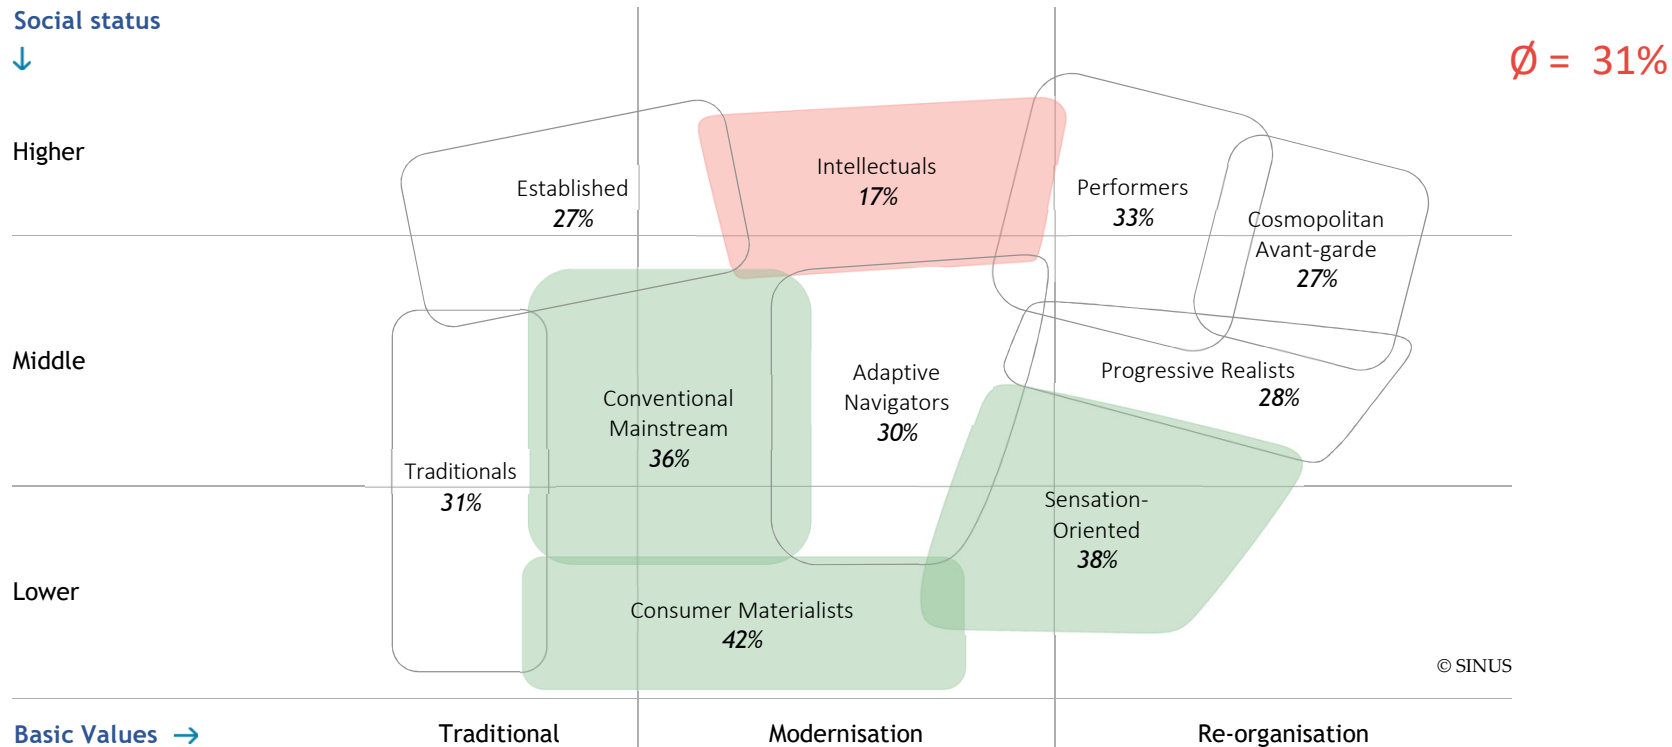 Social status
↓
Ø = 31%
Higher
Established
27%
Intellectuals
17%
Performers
33%
Cosmopolitan
Avant-garde
27%
Middle
Conventional
Mainstream
36%
Adaptive
Navigators
30%
Progressive Realists
28%
Traditionals
31%
Sensation-
Oriented
38%
Lower
Consumer Materialists
42%
© SINUS
Basic Values →
Traditional
Modernisation
Re-organisation